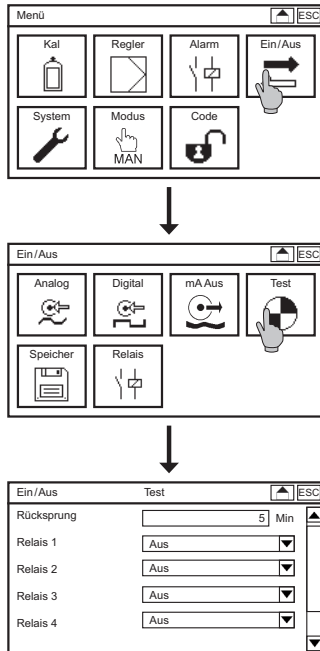 Menü ESC
Kal Regler Alarm Ein/Aus
System Modus Code
MAN
Ein/Aus ESC
Analog Digital mA Aus Test
Speicher Relais
Ein/Aus Test ESC
Rücksprung 5 Min
Relais 1 Aus
Relais 2 Aus
Relais 3 Aus
Relais 4 Aus